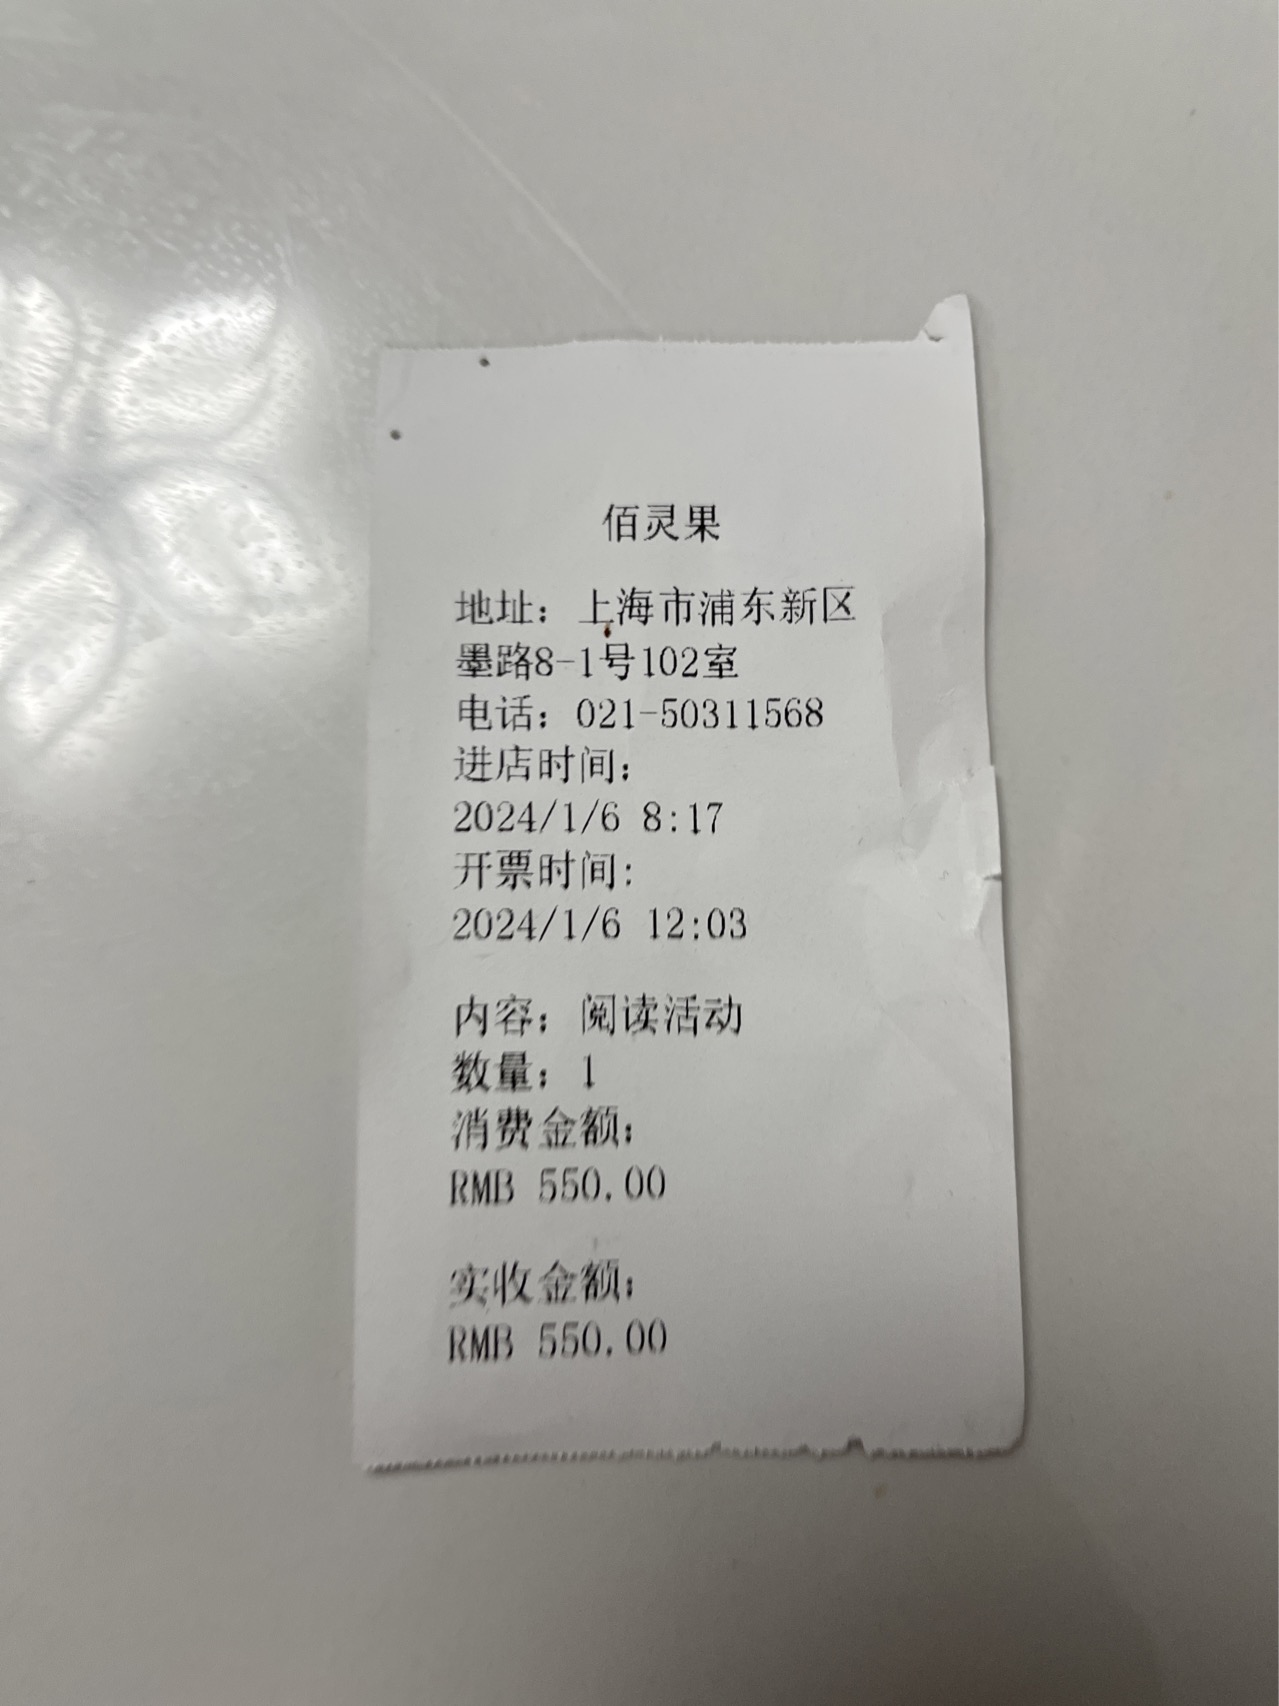 佰灵果
地址：上海市浦东新区
墨路8-1号102室
电话：021-50311568
进店时间：
2024/1/6 8:17
开票时间：
2024/1/6 12:03
内容：阅读活动
数量：1
消费金额：
RMB 550.00
实收金额：
RMB 550.00